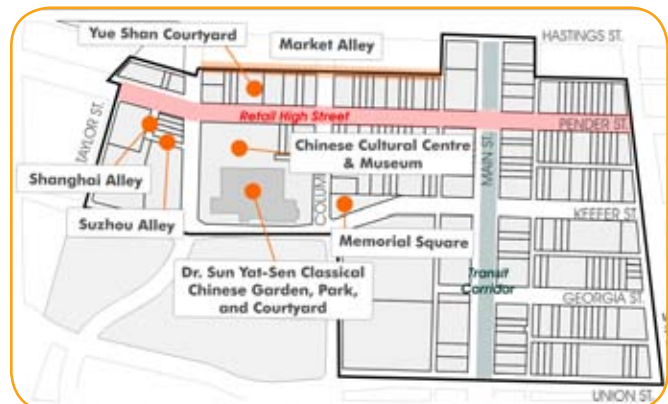 Yue Shan Courtyard
Market Alley
HASTINGS ST.
TAYLOR ST.
Retail High Street
PENDER ST.
Chinese Cultural Centre
& Museum
MAIN ST.
Shanghai Alley
Suzhou Alley
COLUM
KEEFER ST.
Memorial Square
Dr. Sun Yat-Sen Classical
Chinese Garden, Park,
and Courtyard
Transit
Corridor
GEORGIA ST.
UNION ST.